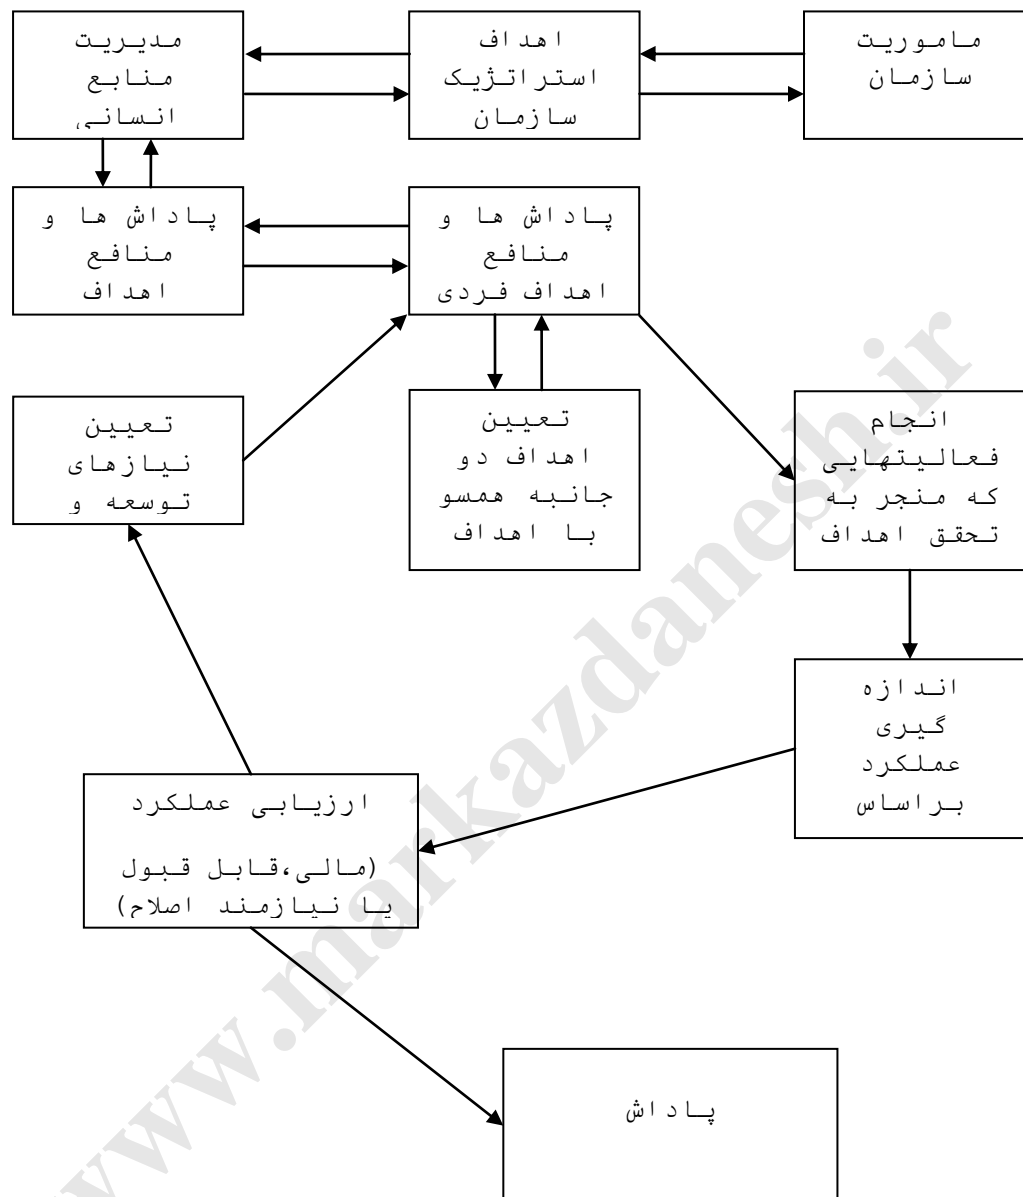 ماموریت
سازمان
اهداف
استراتژیک
سازمان
مدیریت
منابع
انسانی
پاداش ها و
منافع
اهداف
پاداش ها و
منافع
اهداف فردی
تعیین
اهداف دو
جانبه همسو
با اهداف
انجام
فعالیتهایی
که منجر به
تحقق اهداف
تعیین
نیازهای
توسعه و
اندازه
گیری
عملکرد
براساس
ارزیابی عملکرد
(مالی،قابل قبول
یا نیازمند اصلاح)
پاداش
www.markazdanesh.ir